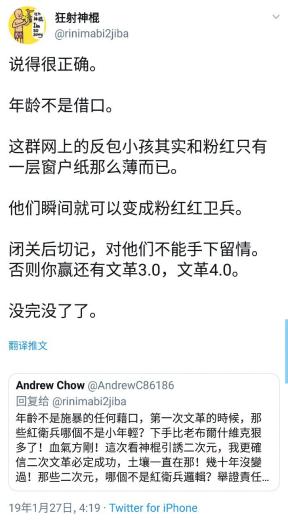 狂射神棍
@rinimabi2jiba
说得很正确。
年龄不是借口。
这群网上的反包小孩其实和粉红只有
一层窗户纸那么薄而已。
他们瞬间就可以变成粉红红卫兵。
闭关后切记，对他们不能手下留情。
否则你赢还有文革3.0，文革4.0。
没完没了了。
翻译推文
Andrew Chow @AndrewC86186
回复给 @rinimabi2jiba
年齡不是施暴的任何藉口，第一次文革的時候，那
些紅衛兵哪個不是小年輕？下手比老布爾什維克狠
多了！血氣方剛！這次看神棍引誘二次元，我更確
信二次文革必定成功，土壤一直在那！幾十年沒變
過！那些二次元，哪個不是紅衛兵邏輯？舉證責任…
19年1月27日, 4:19 · Twitter for iPhone